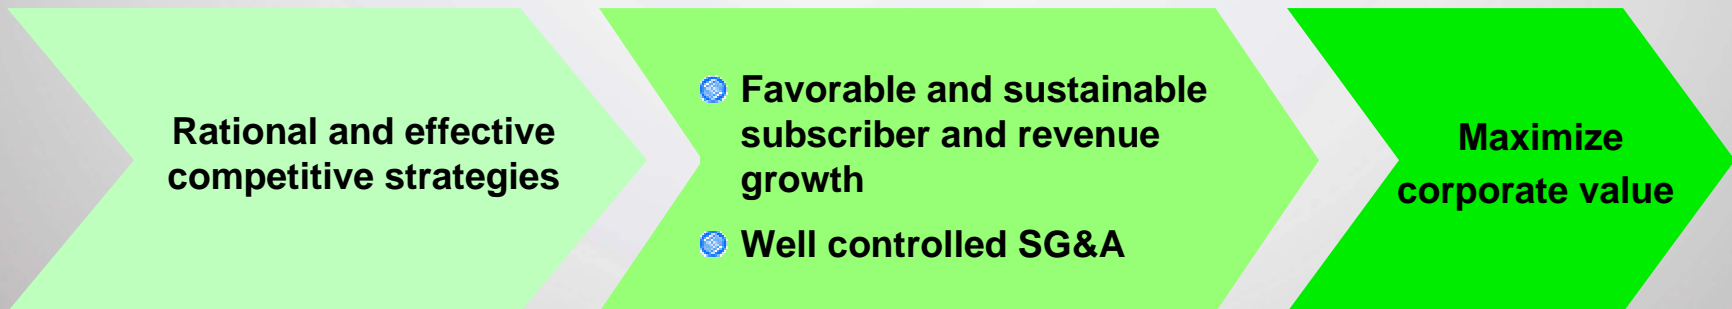 Rational and effective
competitive strategies
Favorable and sustainable
subscriber and revenue
growth
Well controlled SG&A
Maximize
corporate value